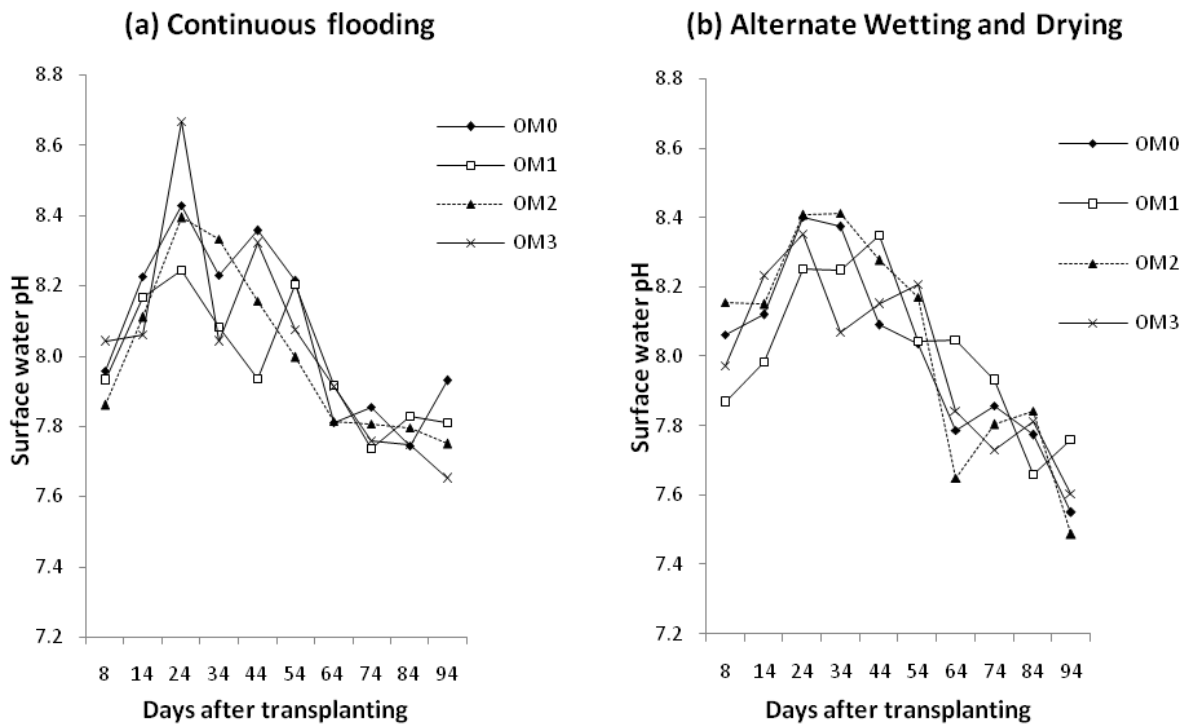 (a) Continuous flooding
8.8
8.6
8.4
8.2
8.0
7.8
7.6
7.4
7.2
Surface water pH
8 14 24 34 44 54 64 74 84 94
Days after transplanting
OM0
OM1
OM2
OM3
(b) Alternate Wetting and Drying
8.8
8.6
8.4
8.2
8.0
7.8
7.6
7.4
7.2
Surface water pH
8 14 24 34 44 54 64 74 84 94
Days after transplanting
OM0
OM1
OM2
OM3